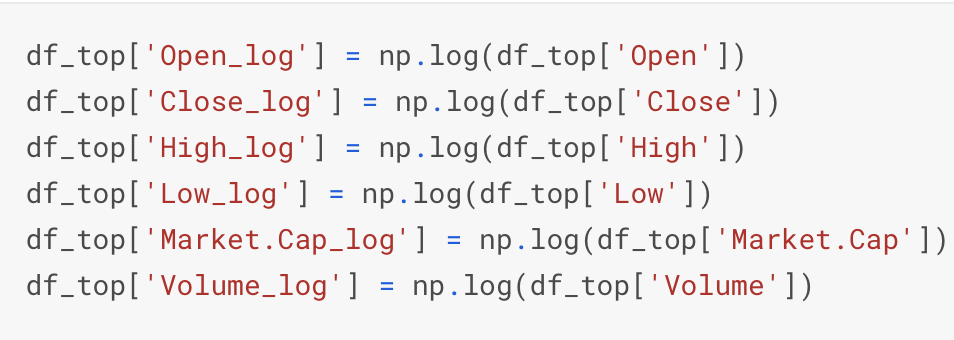 df_top['Open_log'] = np.log(df_top['Open'])
df_top['Close_log'] = np.log(df_top['Close'])
df_top['High_log'] = np.log(df_top['High'])
df_top['Low_log'] = np.log(df_top['Low'])
df_top['Market.Cap_log'] = np.log(df_top['Market.Cap'])
df_top['Volume_log'] = np.log(df_top['Volume'])